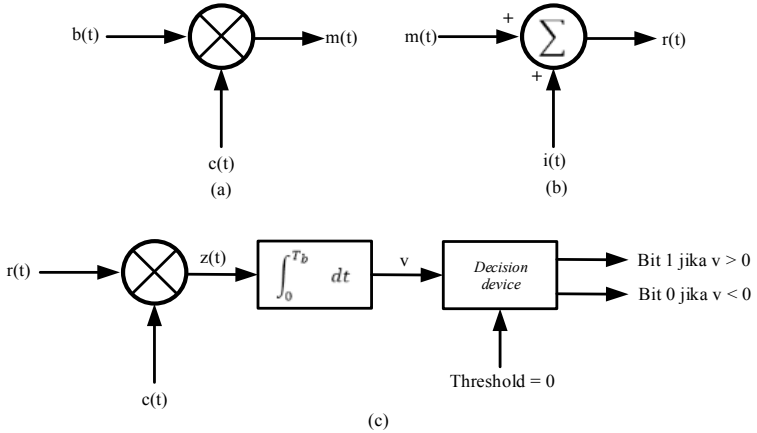 b(t)
m(t)
c(t)
(a)
m(t)
+
∑
+
r(t)
i(t)
(b)
r(t)
z(t)
∫₀^{T_b} dt
v
Decision
device
Bit 1 jika v > 0
Bit 0 jika v < 0
c(t)
Threshold = 0
(c)